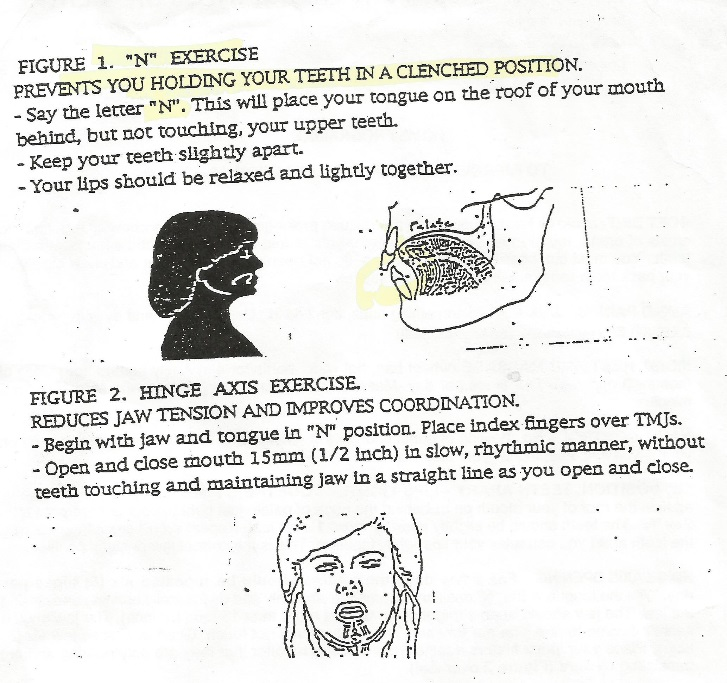 FIGURE 1. "N" EXERCISE
PREVENTS YOU HOLDING YOUR TEETH IN A CLENCHED POSITION.
- Say the letter "N". This will place your tongue on the roof of your mouth
behind, but not touching, your upper teeth.
- Keep your teeth slightly apart.
- Your lips should be relaxed and lightly together.
Palate
FIGURE 2. HINGE AXIS EXERCISE.
REDUCES JAW TENSION AND IMPROVES COORDINATION.
- Begin with jaw and tongue in "N" position. Place index fingers over TMJs.
- Open and close mouth 15mm (1/2 inch) in slow, rhythmic manner, without
teeth touching and maintaining jaw in a straight line as you open and close.